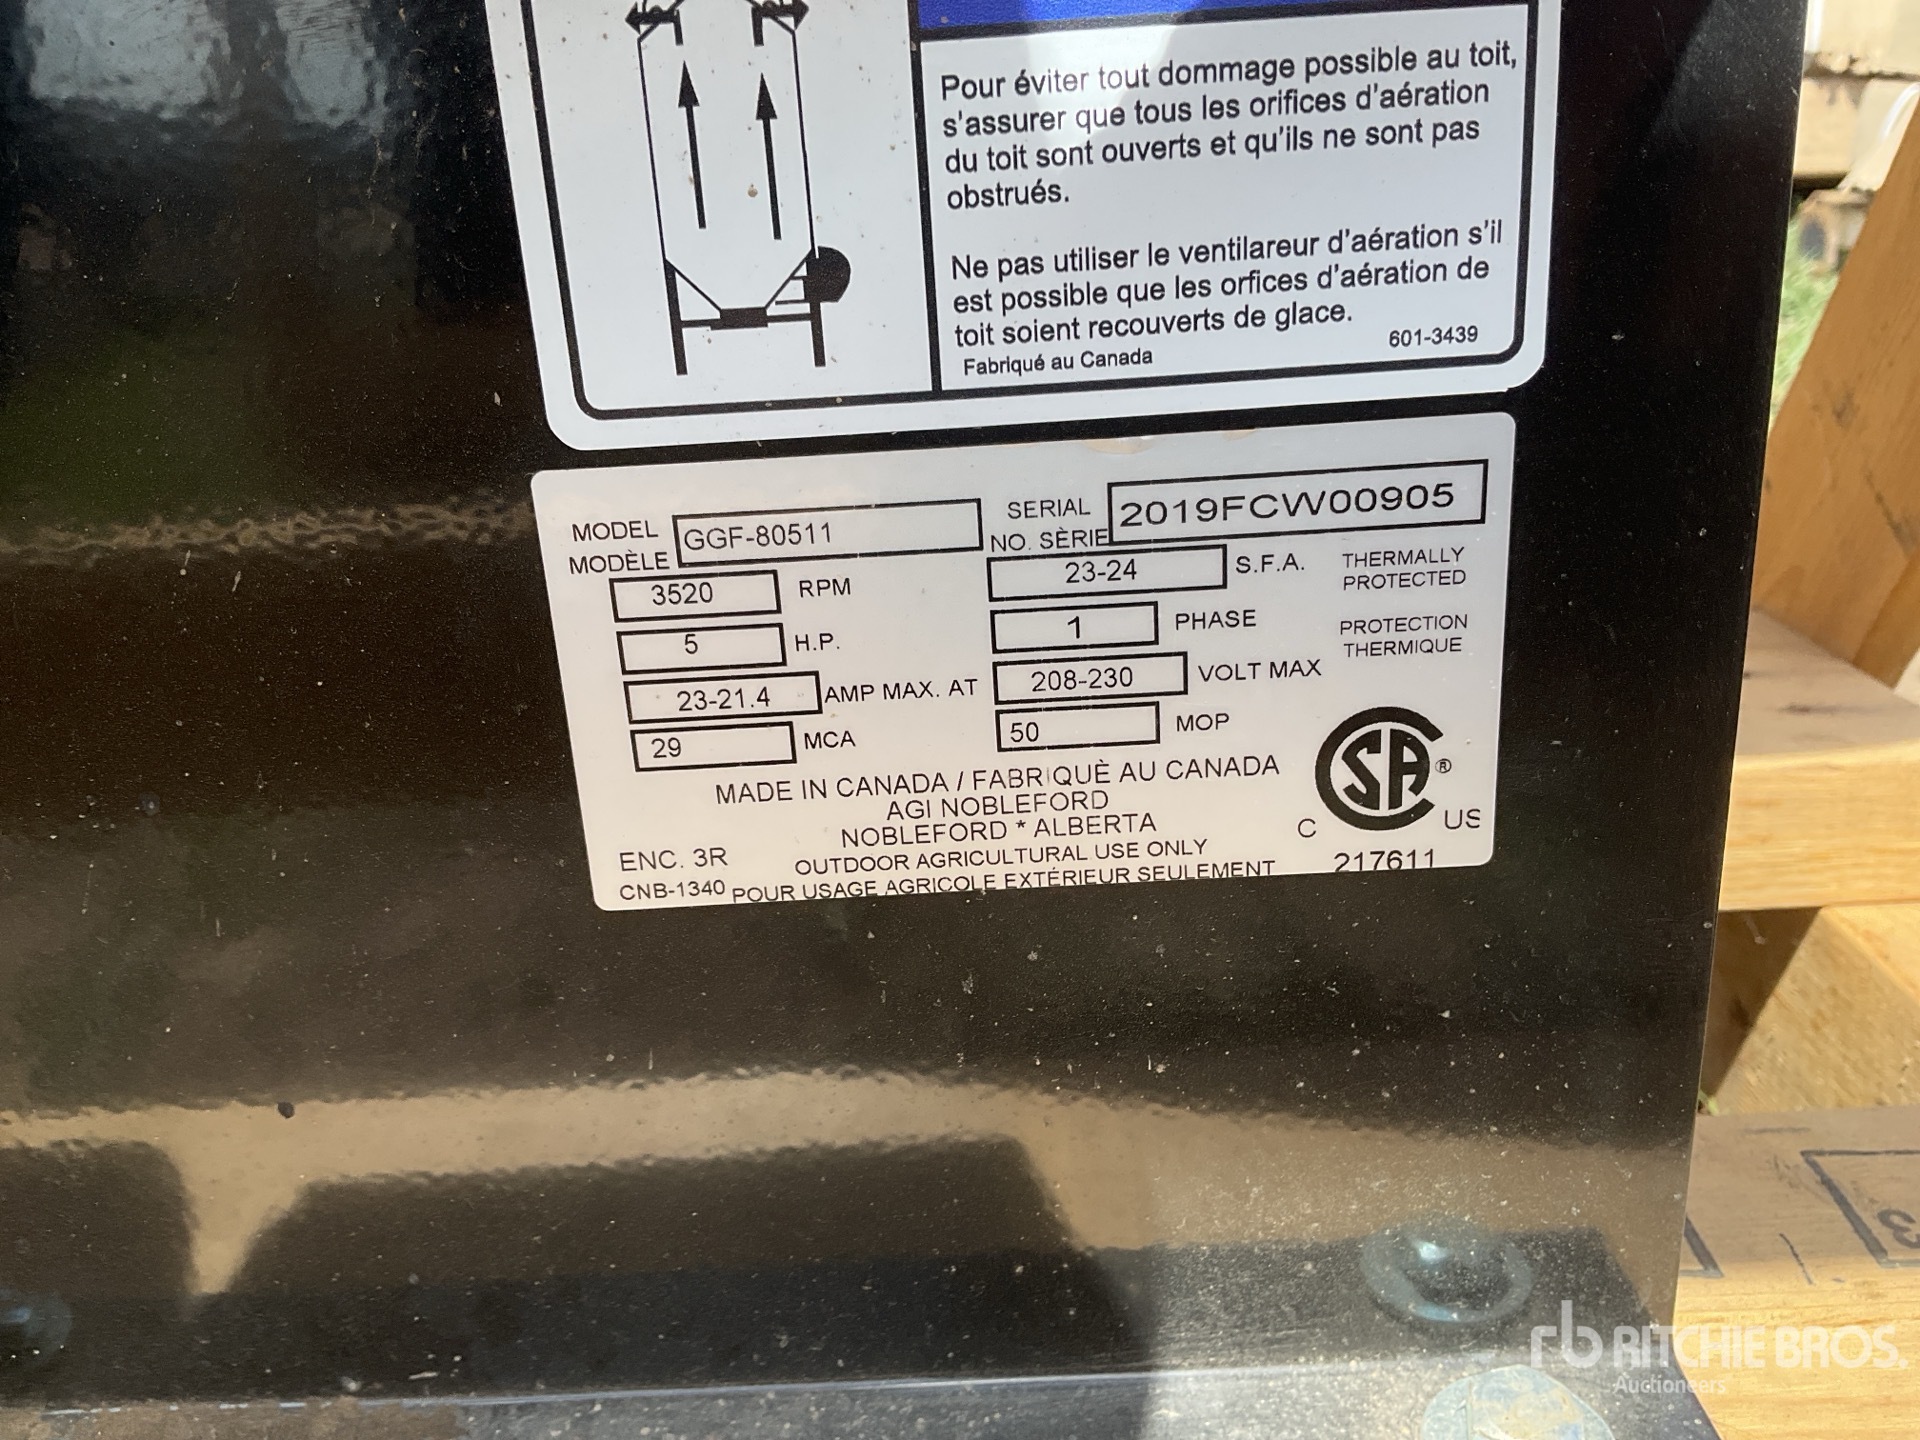 Pour éviter tout dommage possible au toit,
s'assurer que tous les orifices d'aération
du toit sont ouverts et qu'ils ne sont pas
obstrués.
Ne pas utiliser le ventilareur d'aération s'il
est possible que les orfices d'aération de
toit soient recouverts de glace.
Fabriqué au Canada
601-3439
MODEL
MODÈLE
GGF-80511
SERIAL
NO. SÈRIE
2019FCW00905
3520 RPM
23-24 S.F.A.
THERMALLY
PROTECTED
5 H.P.
1 PHASE
PROTECTION
THERMIQUE
23-21.4 AMP MAX. AT 208-230 VOLT MAX
29 MCA
50 MOP
MADE IN CANADA / FABRIQUÈ AU CANADA
AGI NOBLEFORD
NOBLEFORD * ALBERTA
ENC. 3R
OUTDOOR AGRICULTURAL USE ONLY
CNB-1340
POUR USAGE AGRICOLE EXTÉRIEUR SEULEMENT
SA ®
C US
217611
rb RITCHIE BROS.
Auctioneers